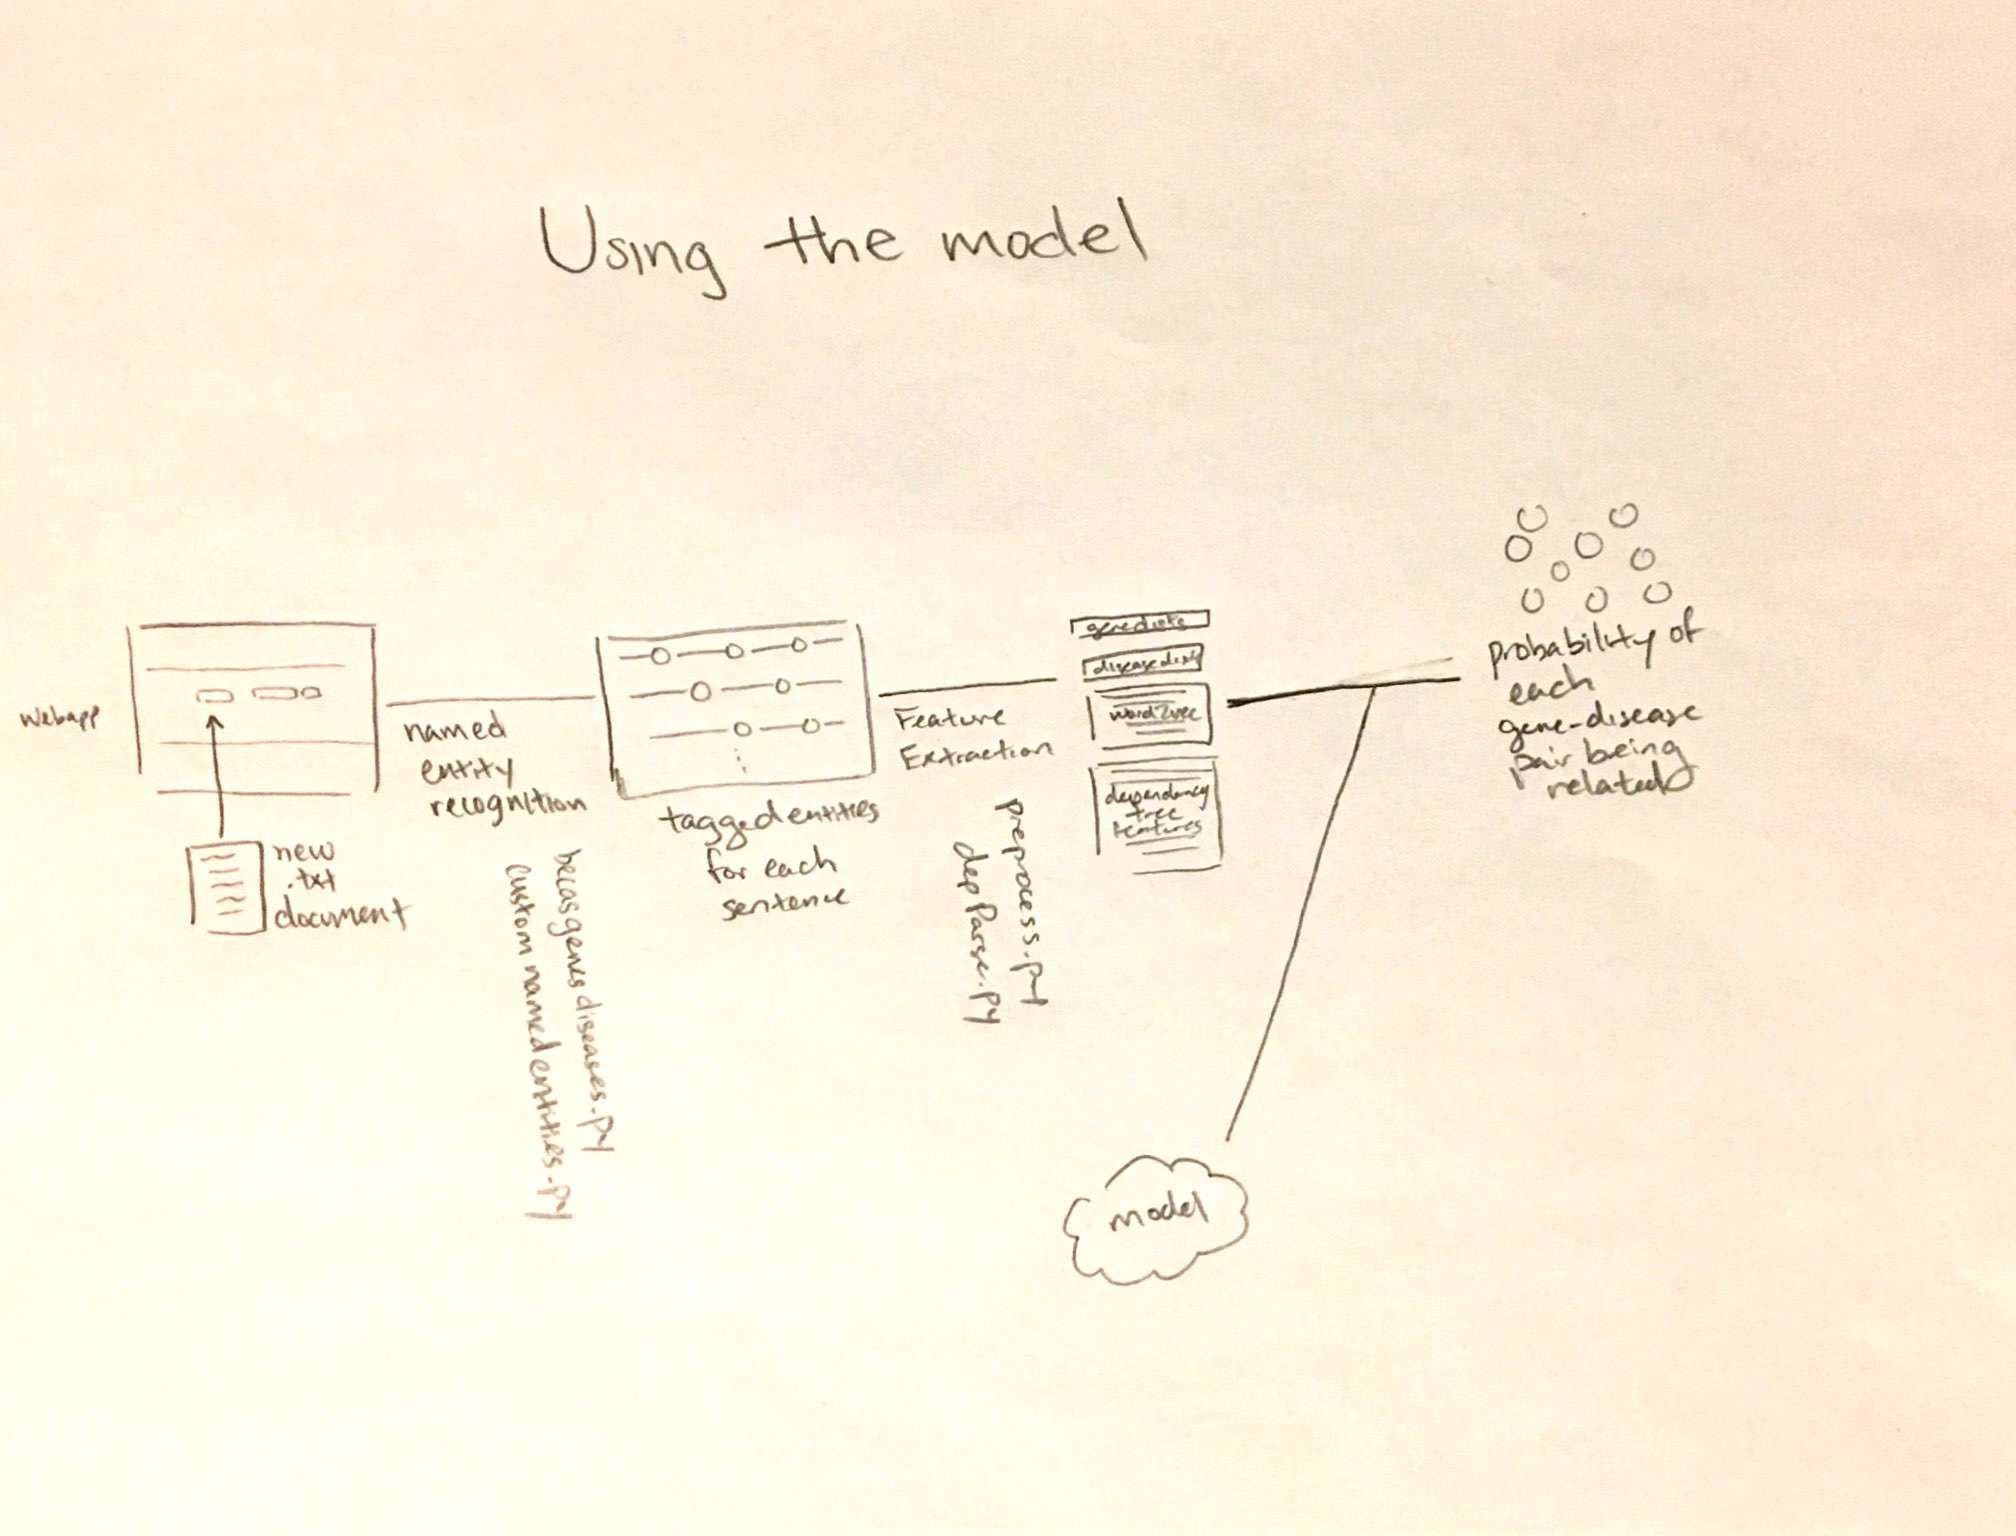 Using the model
Webapp
new
.txt
document
named
entity
recognition
becasgenesdiseases.py
customnamedentities.py
tagged entities
for each
sentence
Feature
Extraction
preprocess.py
depParse.py
word2vec
dependency
tree
features
model
probability of
each
gene-disease
pair being
related